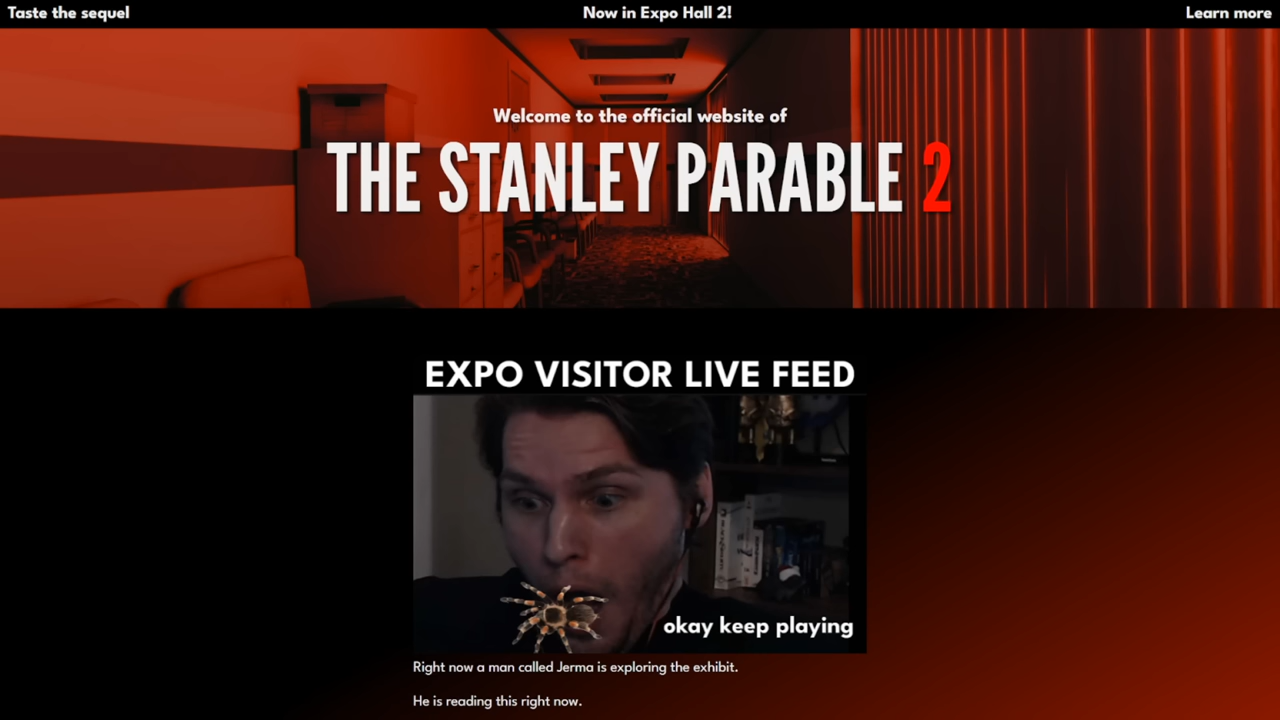 Taste the sequel
Now in Expo Hall 2!
Learn more
Welcome to the official website of
THE STANLEY PARABLE 2
EXPO VISITOR LIVE FEED
okay keep playing
Right now a man called Jerma is exploring the exhibit.
He is reading this right now.